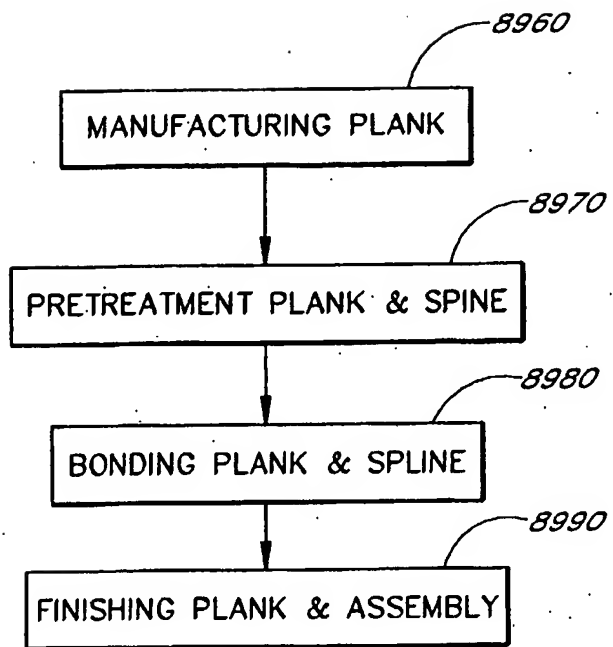 8960
MANUFACTURING PLANK
8970
PRETREATMENT PLANK & SPINE
8980
BONDING PLANK & SPLINE
8990
FINISHING PLANK & ASSEMBLY